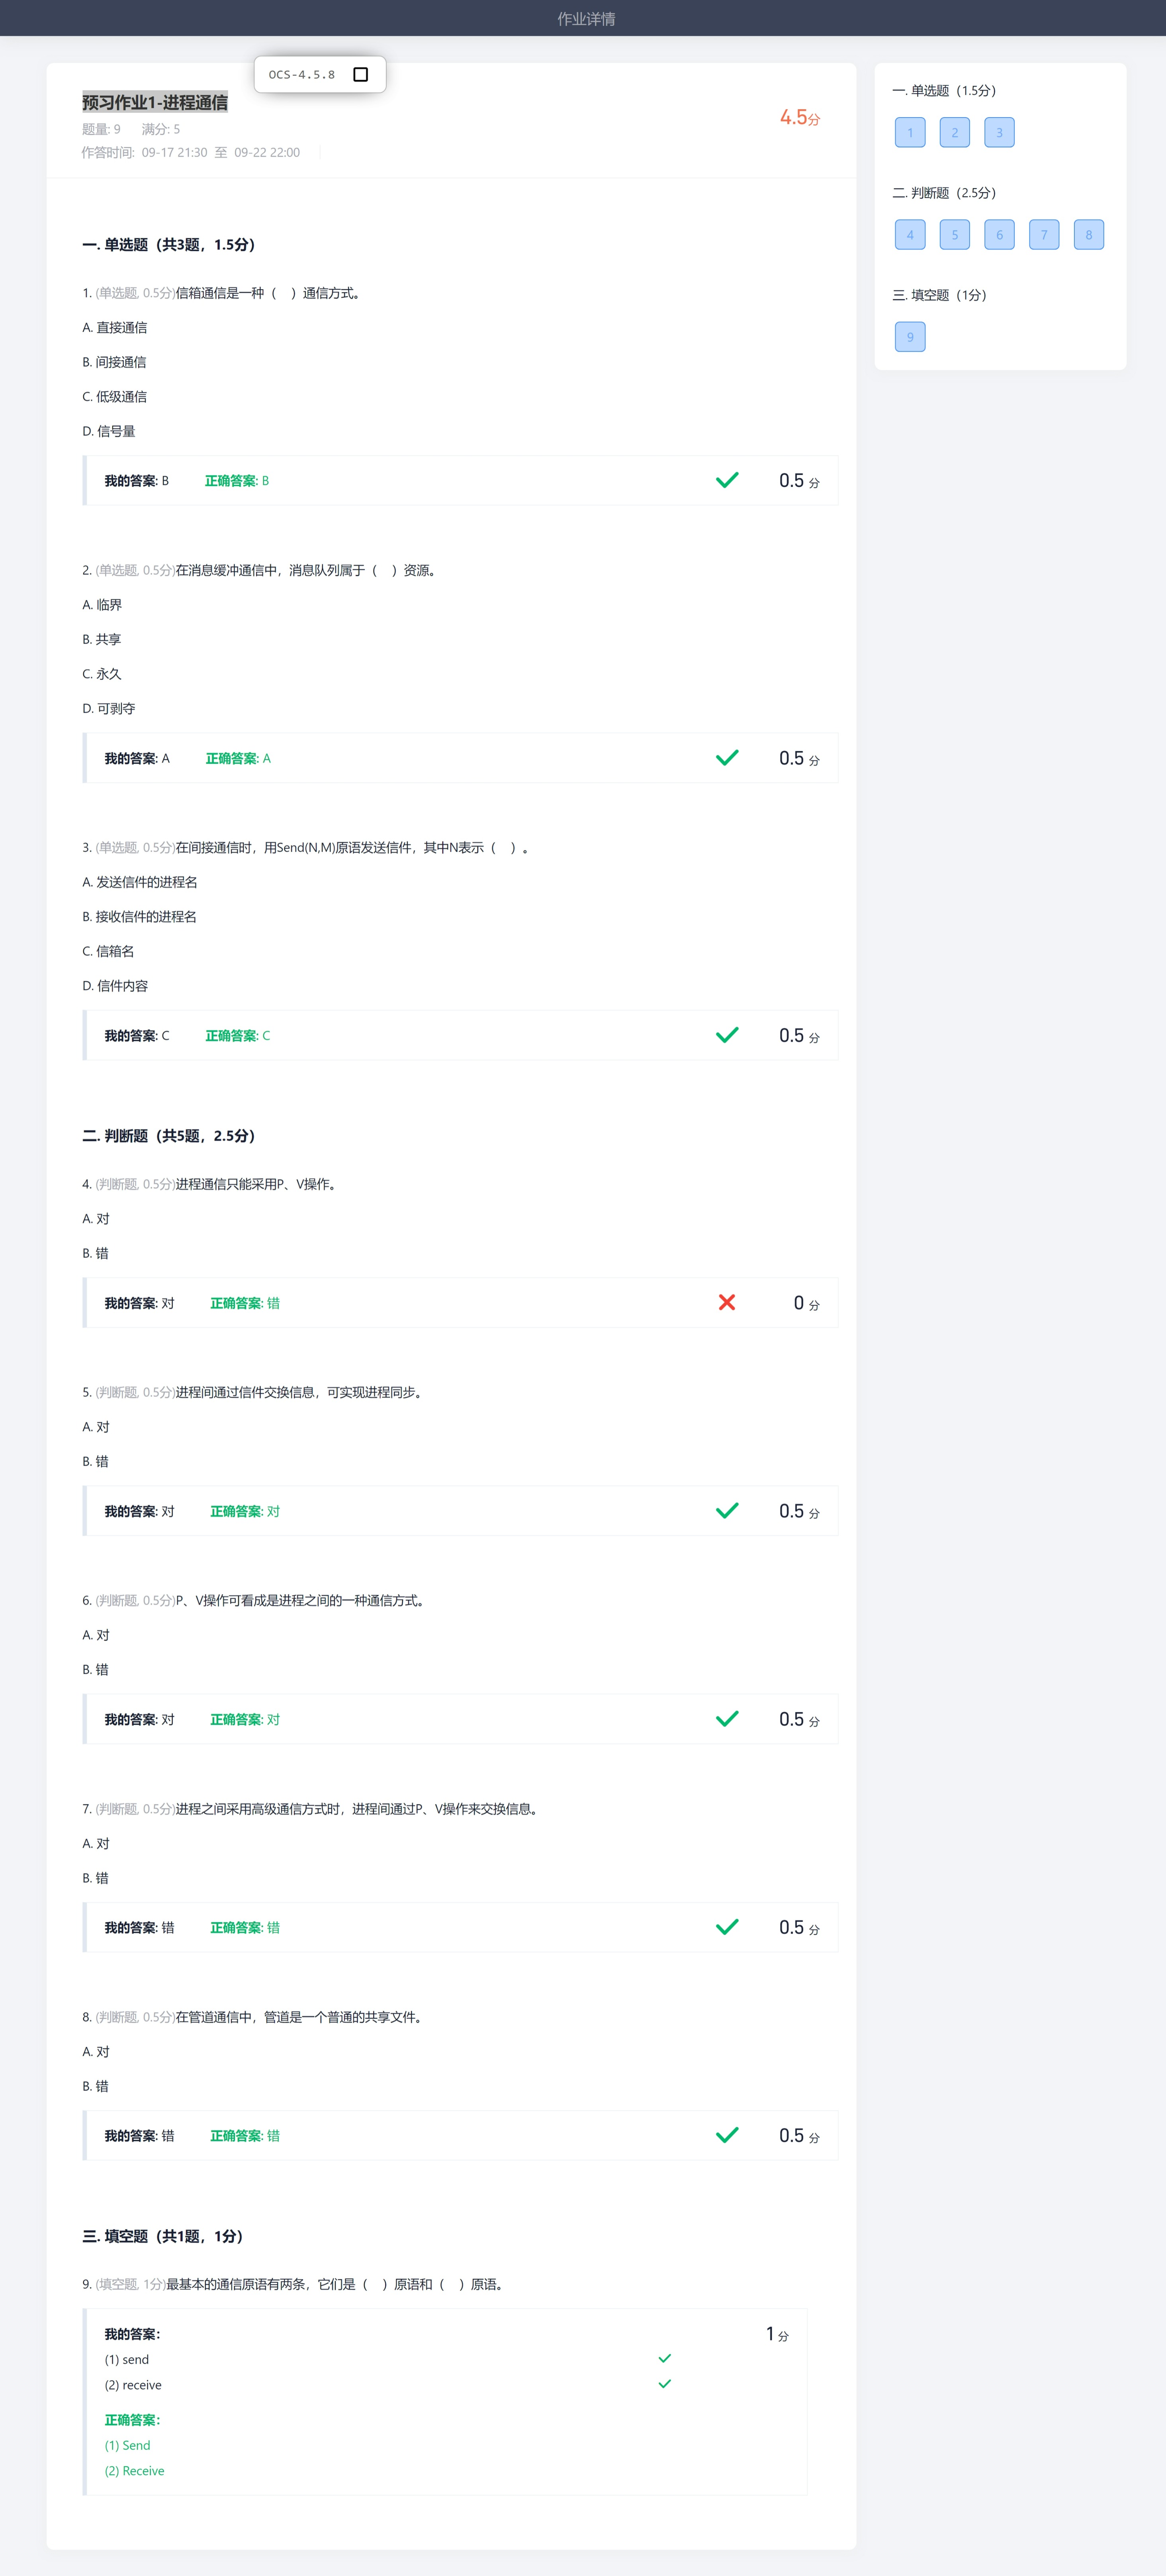 作业详情
OCS-4.5.8
预习作业1-进程通信
题量: 9 满分: 5
作答时间: 09-17 21:30 至 09-22 22:00
4.5分
一. 单选题（共3题，1.5分）
1. (单选题, 0.5分)信箱通信是一种（ ）通信方式。
A. 直接通信
B. 间接通信
C. 低级通信
D. 信号量
我的答案: B 正确答案: B 0.5 分
2. (单选题, 0.5分)在消息缓冲通信中，消息队列属于（ ）资源。
A. 临界
B. 共享
C. 永久
D. 可剥夺
我的答案: A 正确答案: A 0.5 分
3. (单选题, 0.5分)在间接通信时，用Send(N,M)原语发送信件，其中N表示（ ）。
A. 发送信件的进程名
B. 接收信件的进程名
C. 信箱名
D. 信件内容
我的答案: C 正确答案: C 0.5 分
二. 判断题（共5题，2.5分）
4. (判断题, 0.5分)进程通信只能采用P、V操作。
A. 对
B. 错
我的答案: 对 正确答案: 错 0 分
5. (判断题, 0.5分)进程间通过信件交换信息，可实现进程同步。
A. 对
B. 错
我的答案: 对 正确答案: 对 0.5 分
6. (判断题, 0.5分)P、V操作可看成是进程之间的一种通信方式。
A. 对
B. 错
我的答案: 对 正确答案: 对 0.5 分
7. (判断题, 0.5分)进程之间采用高级通信方式时，进程间通过P、V操作来交换信息。
A. 对
B. 错
我的答案: 错 正确答案: 错 0.5 分
8. (判断题, 0.5分)在管道通信中，管道是一个普通的共享文件。
A. 对
B. 错
我的答案: 错 正确答案: 错 0.5 分
三. 填空题（共1题，1分）
9. (填空题, 1分)最基本的通信原语有两条，它们是（ ）原语和（ ）原语。
我的答案: 1 分
(1) send
(2) receive
正确答案:
(1) Send
(2) Receive
一. 单选题（1.5分）
1 2 3
二. 判断题（2.5分）
4 5 6 7 8
三. 填空题（1分）
9